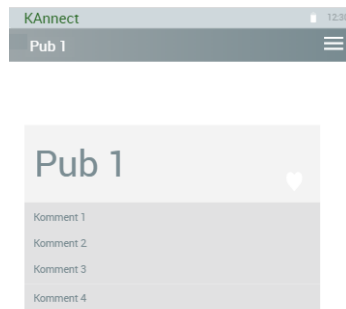 KAnnect 12:30
Pub 1
Pub 1
Komment 1
Komment 2
Komment 3
Komment 4